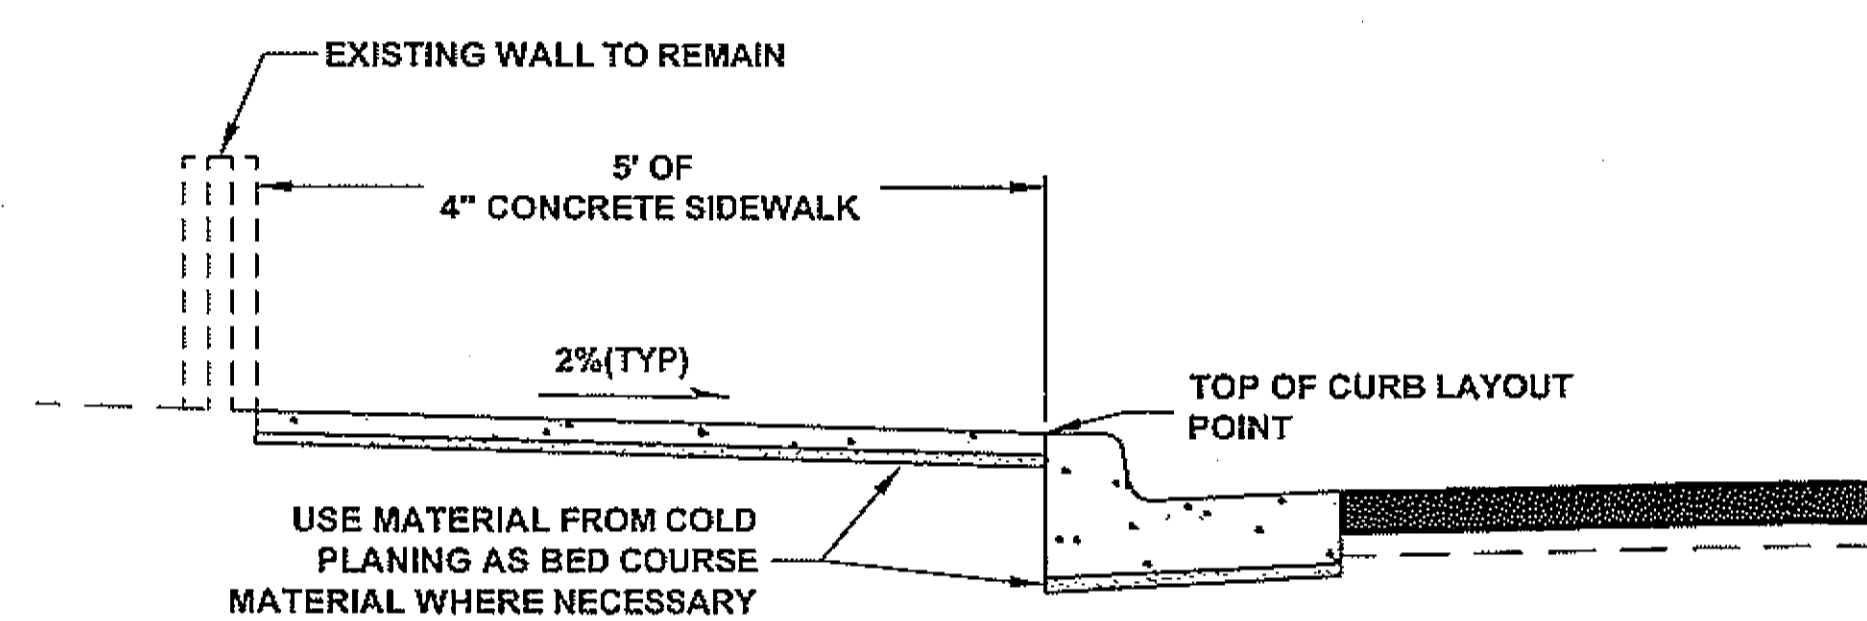 EXISTING WALL TO REMAIN
5' OF
4" CONCRETE SIDEWALK
2%(TYP)
TOP OF CURB LAYOUT
POINT
USE MATERIAL FROM COLD
PLANING AS BED COURSE
MATERIAL WHERE NECESSARY